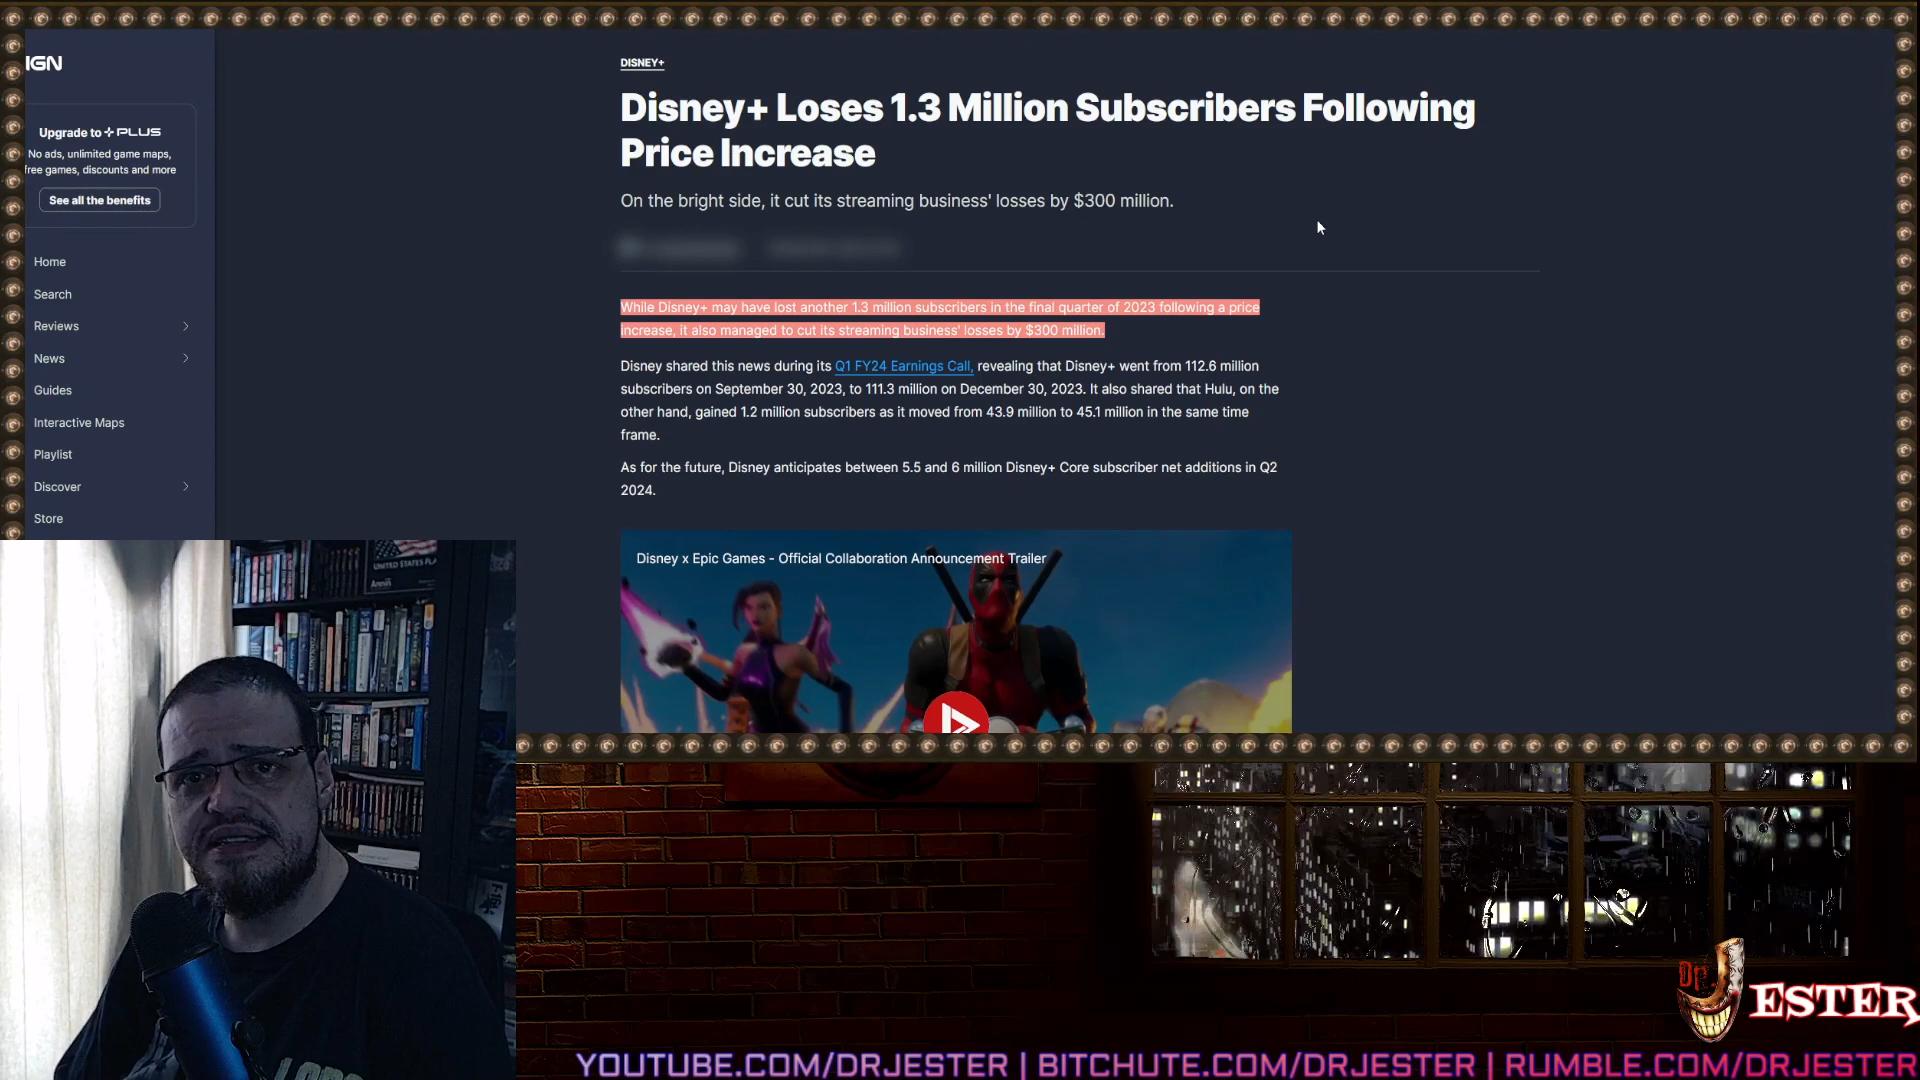 IGN
Upgrade to PLUS
No ads, unlimited game maps,
free games, discounts and more
See all the benefits
Home
Search
Reviews
News
Guides
Interactive Maps
Playlist
Discover
Store
DISNEY+
Disney+ Loses 1.3 Million Subscribers Following
Price Increase
On the bright side, it cut its streaming business' losses by $300 million.
While Disney+ may have lost another 1.3 million subscribers in the final quarter of 2023 following a price
increase, it also managed to cut its streaming business' losses by $300 million.
Disney shared this news during its Q1 FY24 Earnings Call, revealing that Disney+ went from 112.6 million
subscribers on September 30, 2023, to 111.3 million on December 30, 2023. It also shared that Hulu, on the
other hand, gained 1.2 million subscribers as it moved from 43.9 million to 45.1 million in the same time
frame.
As for the future, Disney anticipates between 5.5 and 6 million Disney+ Core subscriber net additions in Q2
2024.
Disney x Epic Games - Official Collaboration Announcement Trailer
UNITED STATES
Dr. JESTER
YOUTUBE.COM/DRJESTER | BITCHUTE.COM/DRJESTER | RUMBLE.COM/DRJESTER